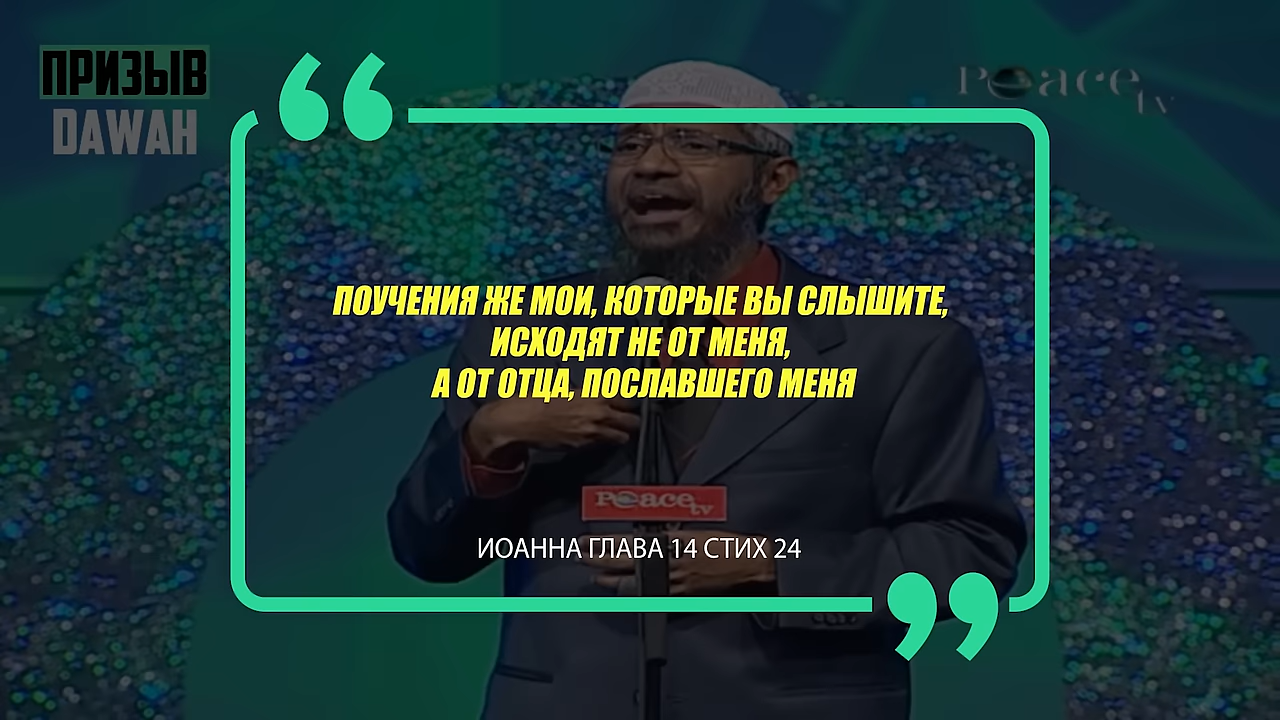 ПРИЗЫВ
DAWAH
Peace tv
ПОУЧЕНИЯ ЖЕ МОИ, КОТОРЫЕ ВЫ СЛЫШИТЕ,
ИСХОДЯТ НЕ ОТ МЕНЯ,
А ОТ ОТЦА, ПОСЛАВШЕГО МЕНЯ
Peace tv
ИОАННА ГЛАВА 14 СТИХ 24